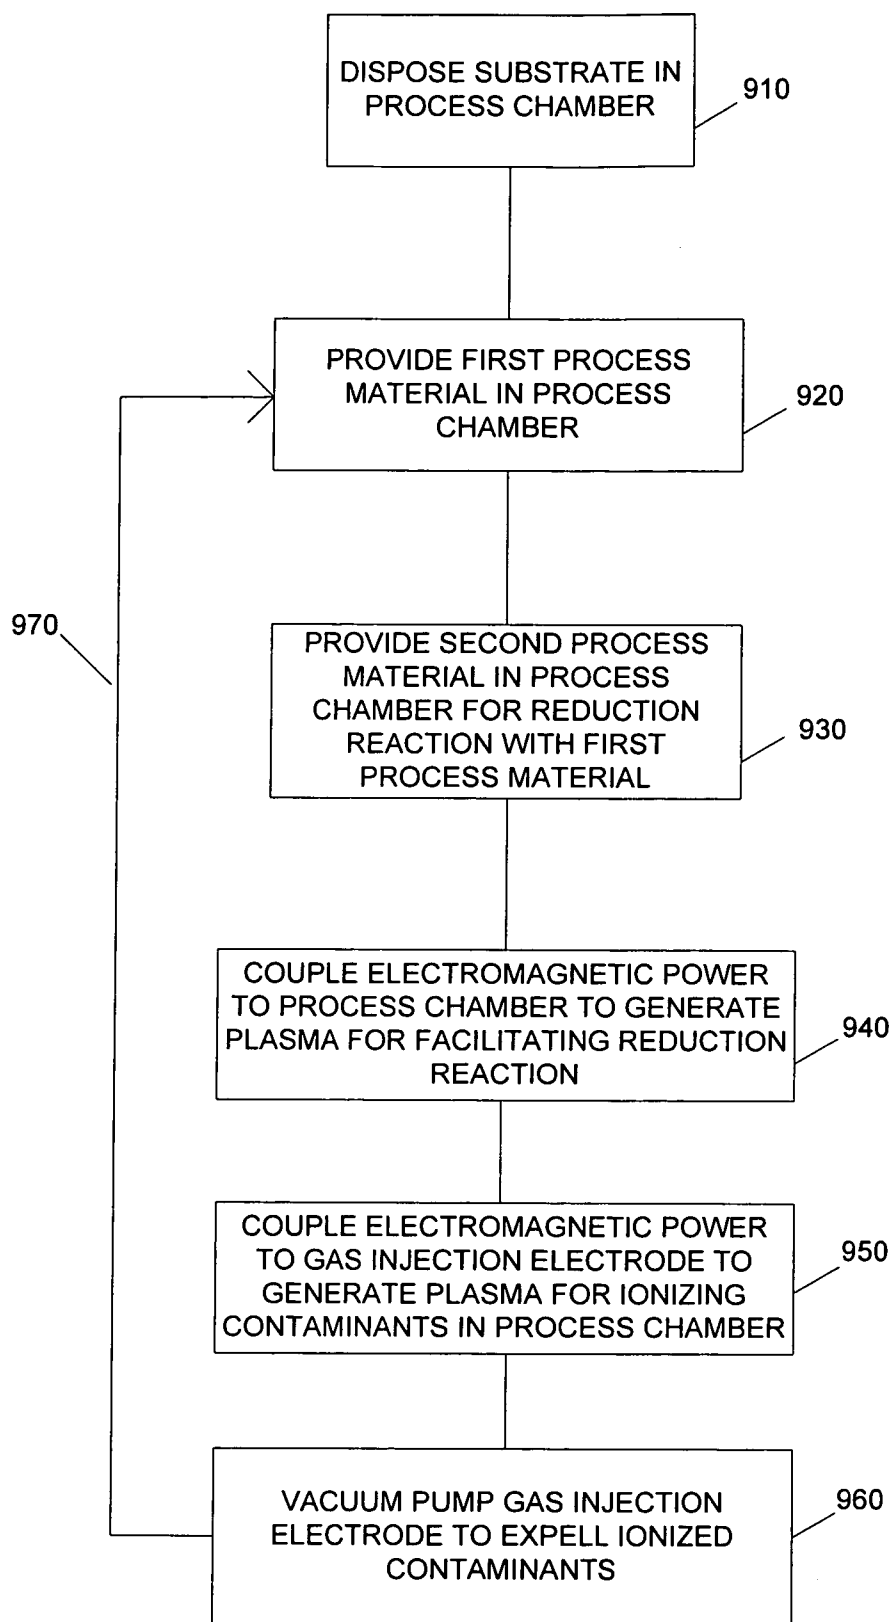 DISPOSE SUBSTRATE IN
PROCESS CHAMBER
910
PROVIDE FIRST PROCESS
MATERIAL IN PROCESS
CHAMBER
920
970
PROVIDE SECOND PROCESS
MATERIAL IN PROCESS
CHAMBER FOR REDUCTION
REACTION WITH FIRST
PROCESS MATERIAL
930
COUPLE ELECTROMAGNETIC POWER
TO PROCESS CHAMBER TO GENERATE
PLASMA FOR FACILITATING REDUCTION
REACTION
940
COUPLE ELECTROMAGNETIC POWER
TO GAS INJECTION ELECTRODE TO
GENERATE PLASMA FOR IONIZING
CONTAMINANTS IN PROCESS CHAMBER
950
VACUUM PUMP GAS INJECTION
ELECTRODE TO EXPELL IONIZED
CONTAMINANTS
960